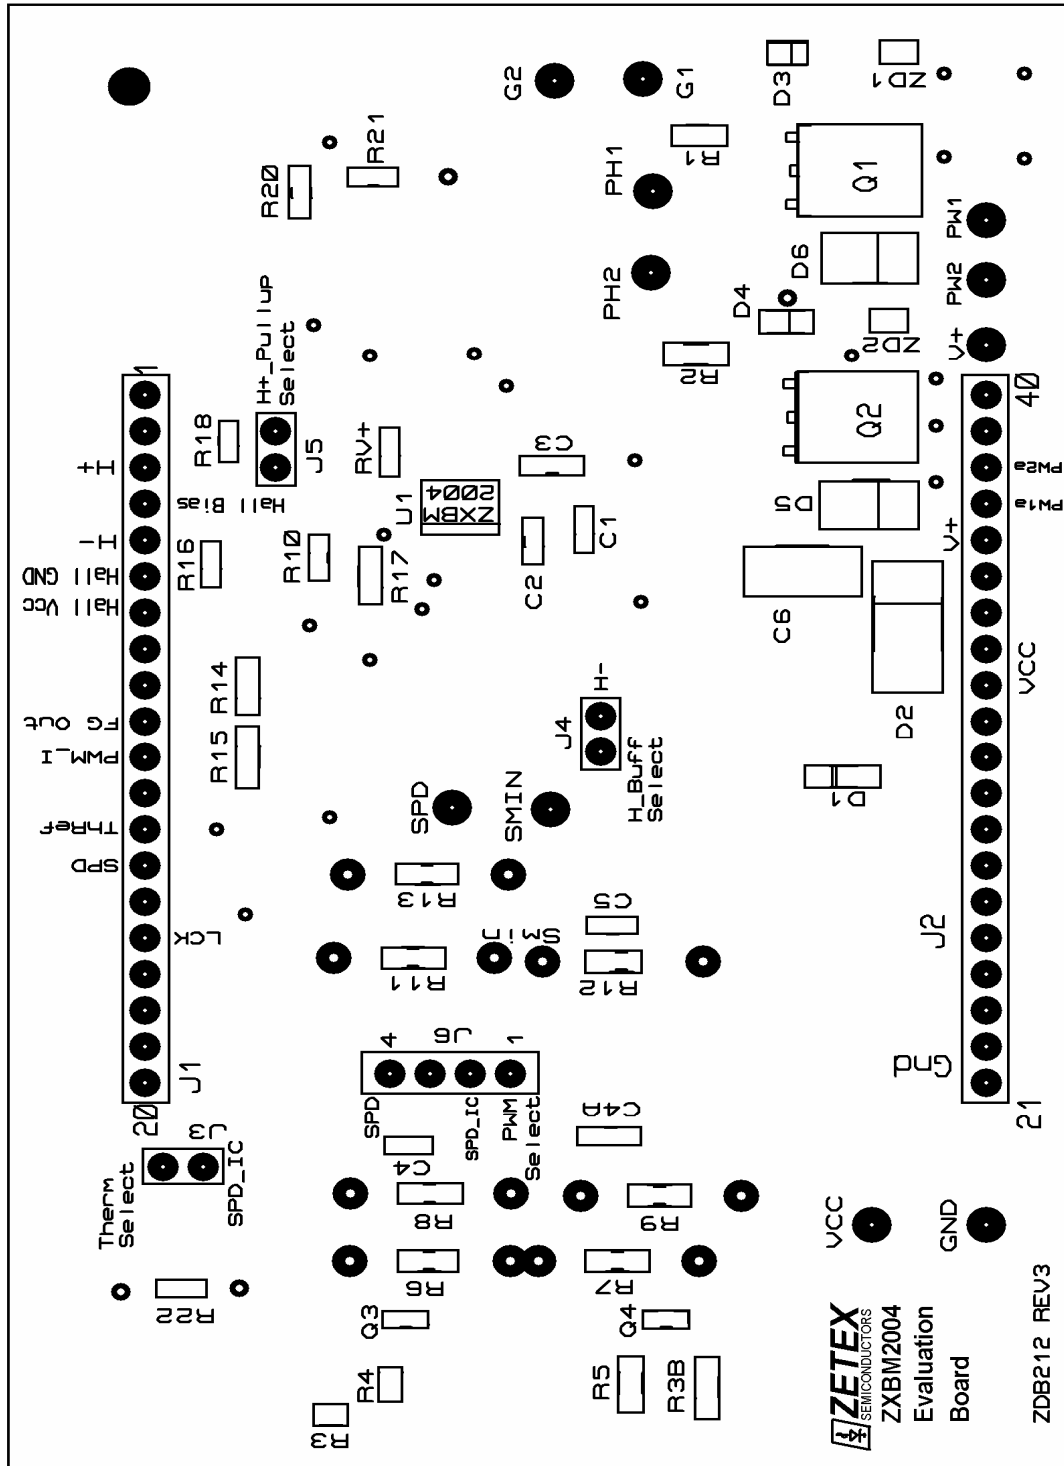 G2
G1
D3
ZD1
R21
R20
R1
PH1
Q1
PW1
D6
PH2
PW2
D4
H+_Pullup
Select
ZD2
V+
R2
1
40
R18
J5
RV+
C3
Q2
H+
PW2a
Hall Bias
U1
ZXBM
2004
D5
PW1a
H-
R16
R10
C1
V+
Hall GND
R17
C2
Hall Vcc
C6
R14
H-
VCC
FG Out
J4
D2
R15
PWM_I
H_Buff
Select
SPD
SMIN
D1
ThRef
SPD
R13
C5
LCK
Smin
J2
R11
R12
4
J6
1
Gnd
J1
20
21
SPD
SPD_IC
PWM
Select
C4D
J3
C4
Therm
Select
SPD_IC
R8
R9
VCC
GND
R22
R6
R7
Q3
Q4
R4
R5
R3B
R3
ZETEX
SEMICONDUCTORS
ZXBM2004
Evaluation
Board
ZDB212 REV3